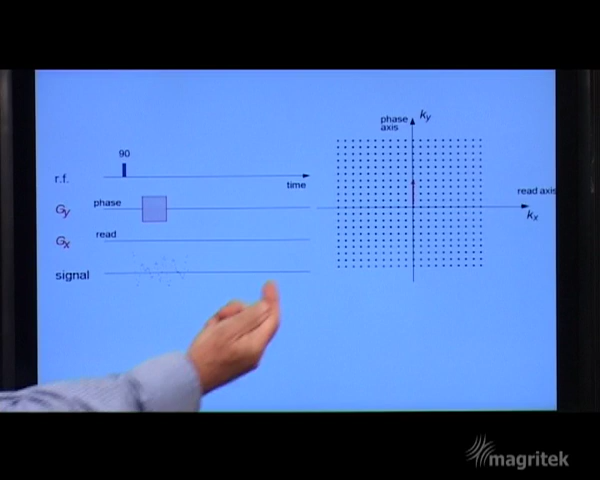 phase
axis
ky
90
r.f.
time
phase
Gy
read axis
kx
read
Gx
signal
magritek